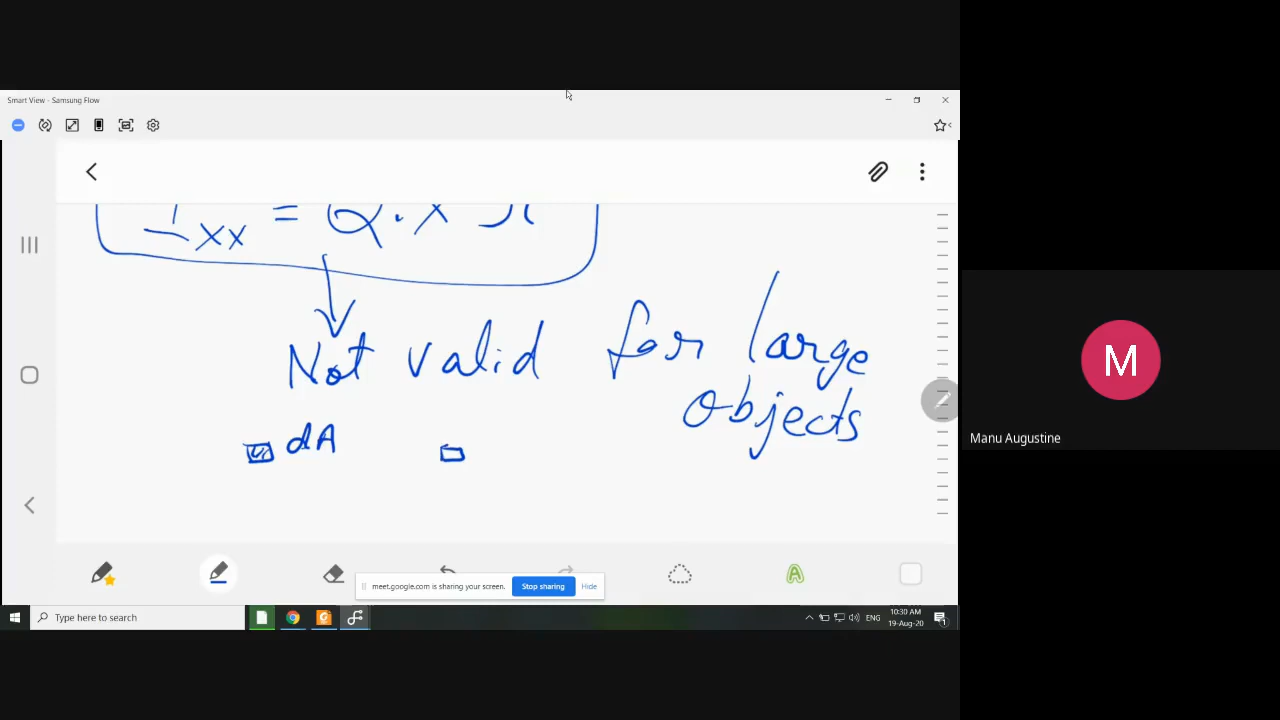 Smart View - Samsung Flow
I xx =
Not valid for large
objects
dA
M
Manu Augustine
meet.google.com is sharing your screen. Stop sharing Hide
Type here to search
ENG
10:30 AM
19-Aug-20